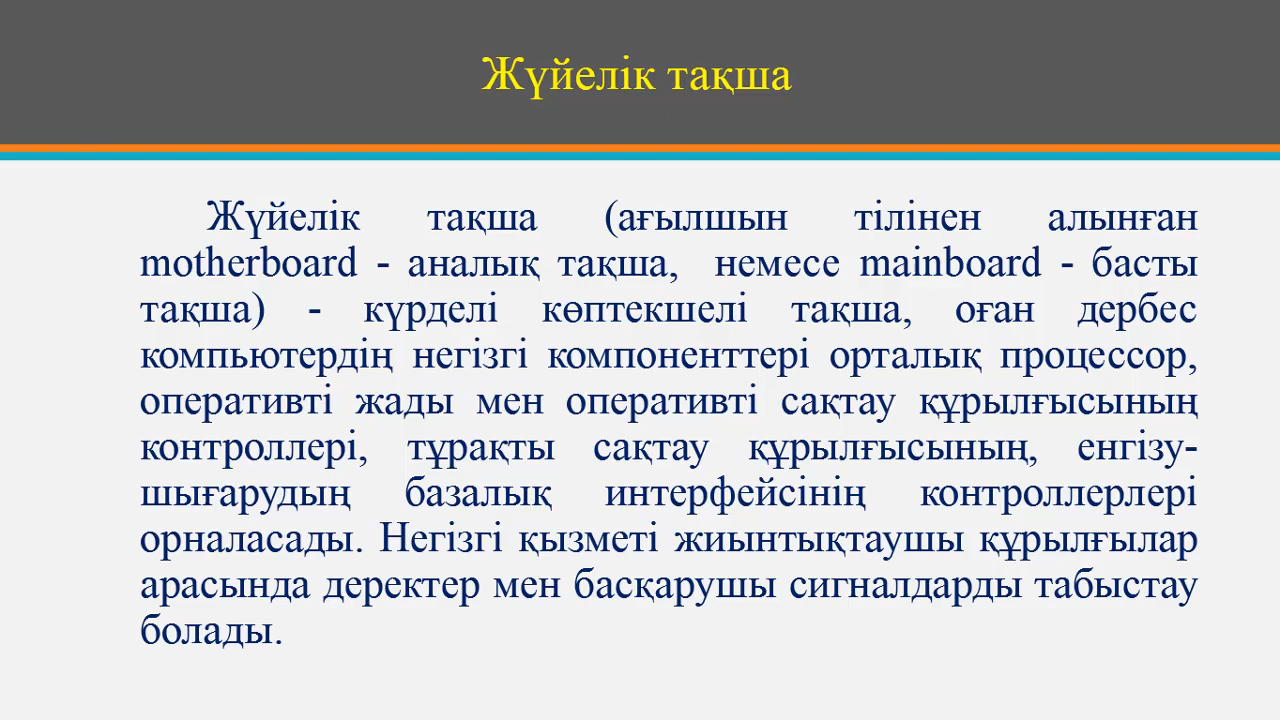 Жүйелік тақша
Жүйелік тақша (ағылшын тілінен алынған
motherboard - аналық тақша, немесе mainboard - басты
тақша) - күрделі көптекшелі тақша, оған дербес
компьютердің негізгі компоненттері орталық процессор,
оперативті жады мен оперативті сақтау құрылғысының
контроллері, тұрақты сақтау құрылғысының, енгізу-
шығарудың базалық интерфейсінің контроллерлері
орналасады. Негізгі қызметі жиынтықтаушы құрылғылар
арасында деректер мен басқарушы сигналдарды табыстау
болады.